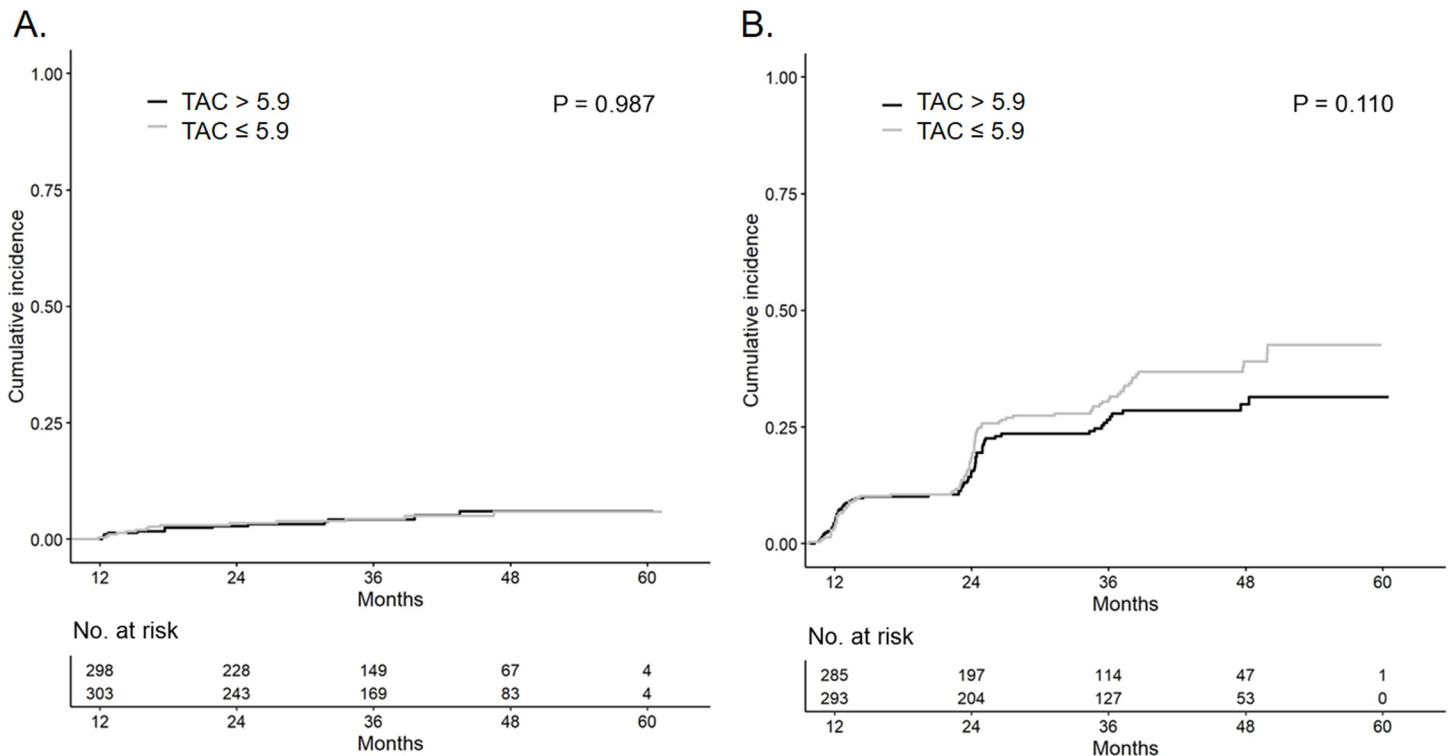 A.
TAC > 5.9
TAC ≤ 5.9
P = 0.987
Cumulative incidence
1.00
0.75
0.50
0.25
0.00
12 24 36 48 60
Months
No. at risk
298 228 149 67 4
303 243 169 83 4
12 24 36 48 60
Months
B.
TAC > 5.9
TAC ≤ 5.9
P = 0.110
Cumulative incidence
1.00
0.75
0.50
0.25
0.00
12 24 36 48 60
Months
No. at risk
285 197 114 47 1
293 204 127 53 0
12 24 36 48 60
Months